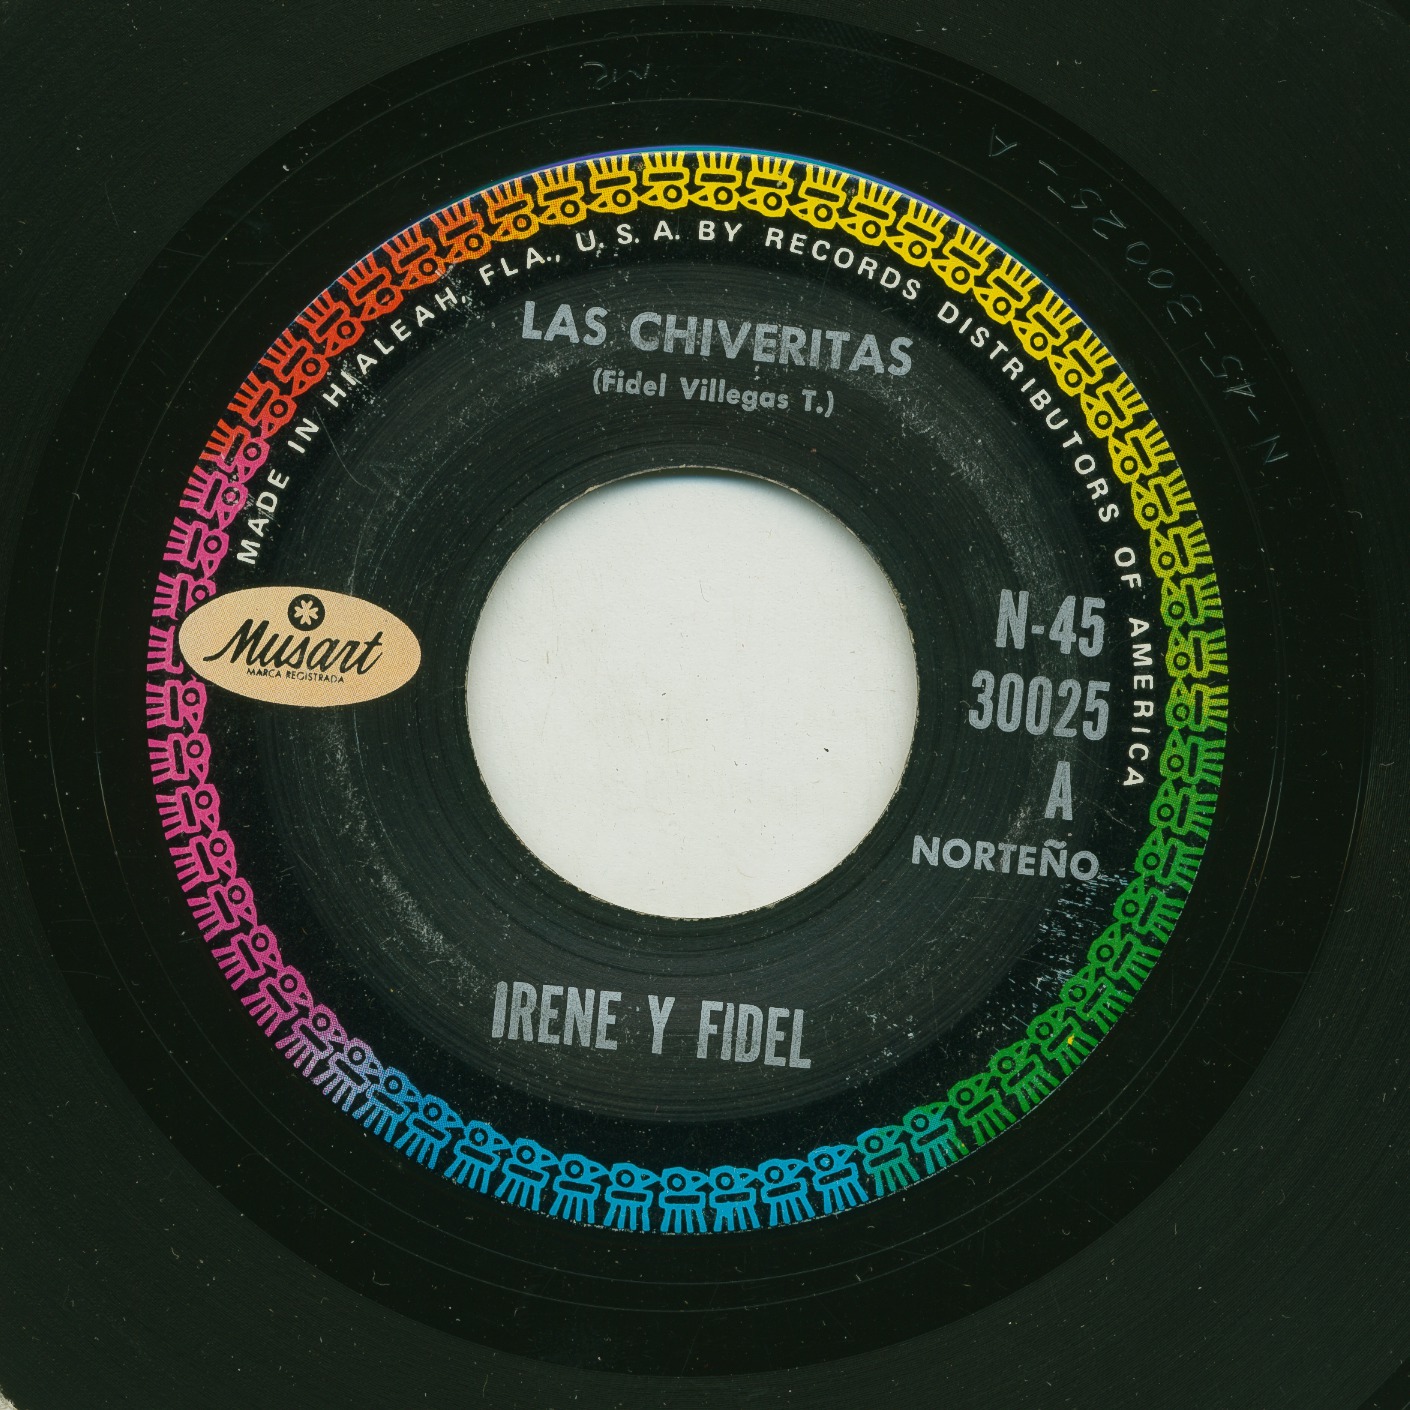 MADE IN HIALEAH, FLA., U.S.A. BY RECORDS DISTRIBUTORS OF AMERICA
LAS CHIVERITAS
(Fidel Villegas T.)
Musart
MARCA REGISTRADA
N-45
30025
A
NORTEÑO
IRENE Y FIDEL
N-45-30025-A